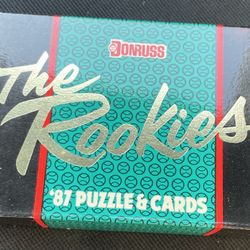 DONRUSS
The
Rookies
'87 PUZZLE & CARDS